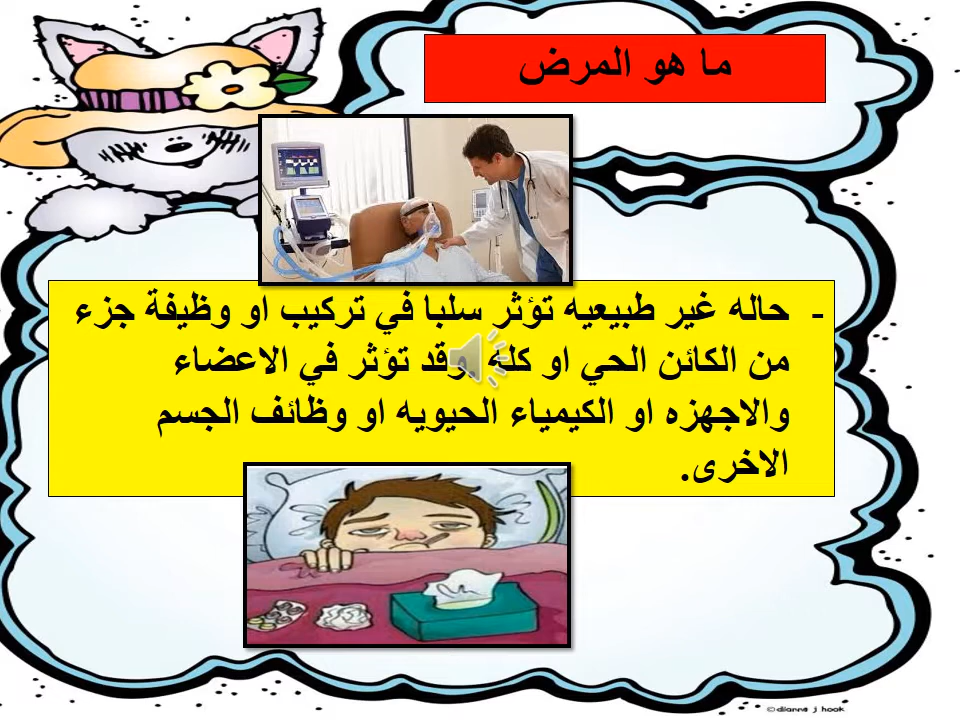 ما هو المرض
- حاله غير طبيعيه تؤثر سلبا في تركيب او وظيفة جزء
من الكائن الحي او كله وقد تؤثر في الاعضاء
والاجهزه او الكيمياء الحيويه او وظائف الجسم
الاخرى.
©dianne j hook